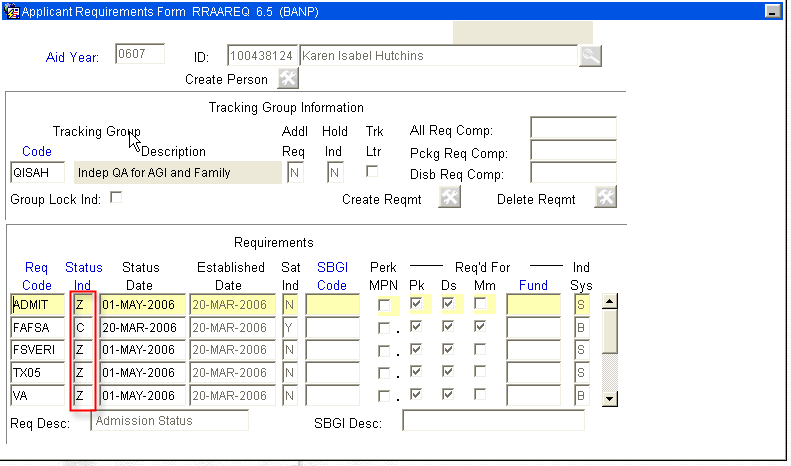 Applicant Requirements Form RRAAREQ 6.5 (BANP)
Aid Year: 0607 ID: 100438124 Karen Isabel Hutchins
Create Person
Tracking Group Information
Tracking Group Addl Hold Trk All Req Comp:
Code Description Req Ind Ltr Pckg Req Comp:
QISAH Indep QA for AGI and Family N N Disb Req Comp:
Group Lock Ind: Create Reqmt Delete Reqmt
Requirements
Req Status Status Established Sat SBGI Perk Req'd For Ind
Code Ind Date Date Ind Code MPN Pk Ds Mm Fund Sys
ADMIT Z 01-MAY-2006 20-MAR-2006 N S
FAFSA C 20-MAR-2006 20-MAR-2006 Y . B
FSVERI Z 01-MAY-2006 20-MAR-2006 N . S
TX05 Z 01-MAY-2006 20-MAR-2006 N . S
VA Z 01-MAY-2006 20-MAR-2006 N . B
Req Desc: Admission Status SBGI Desc: